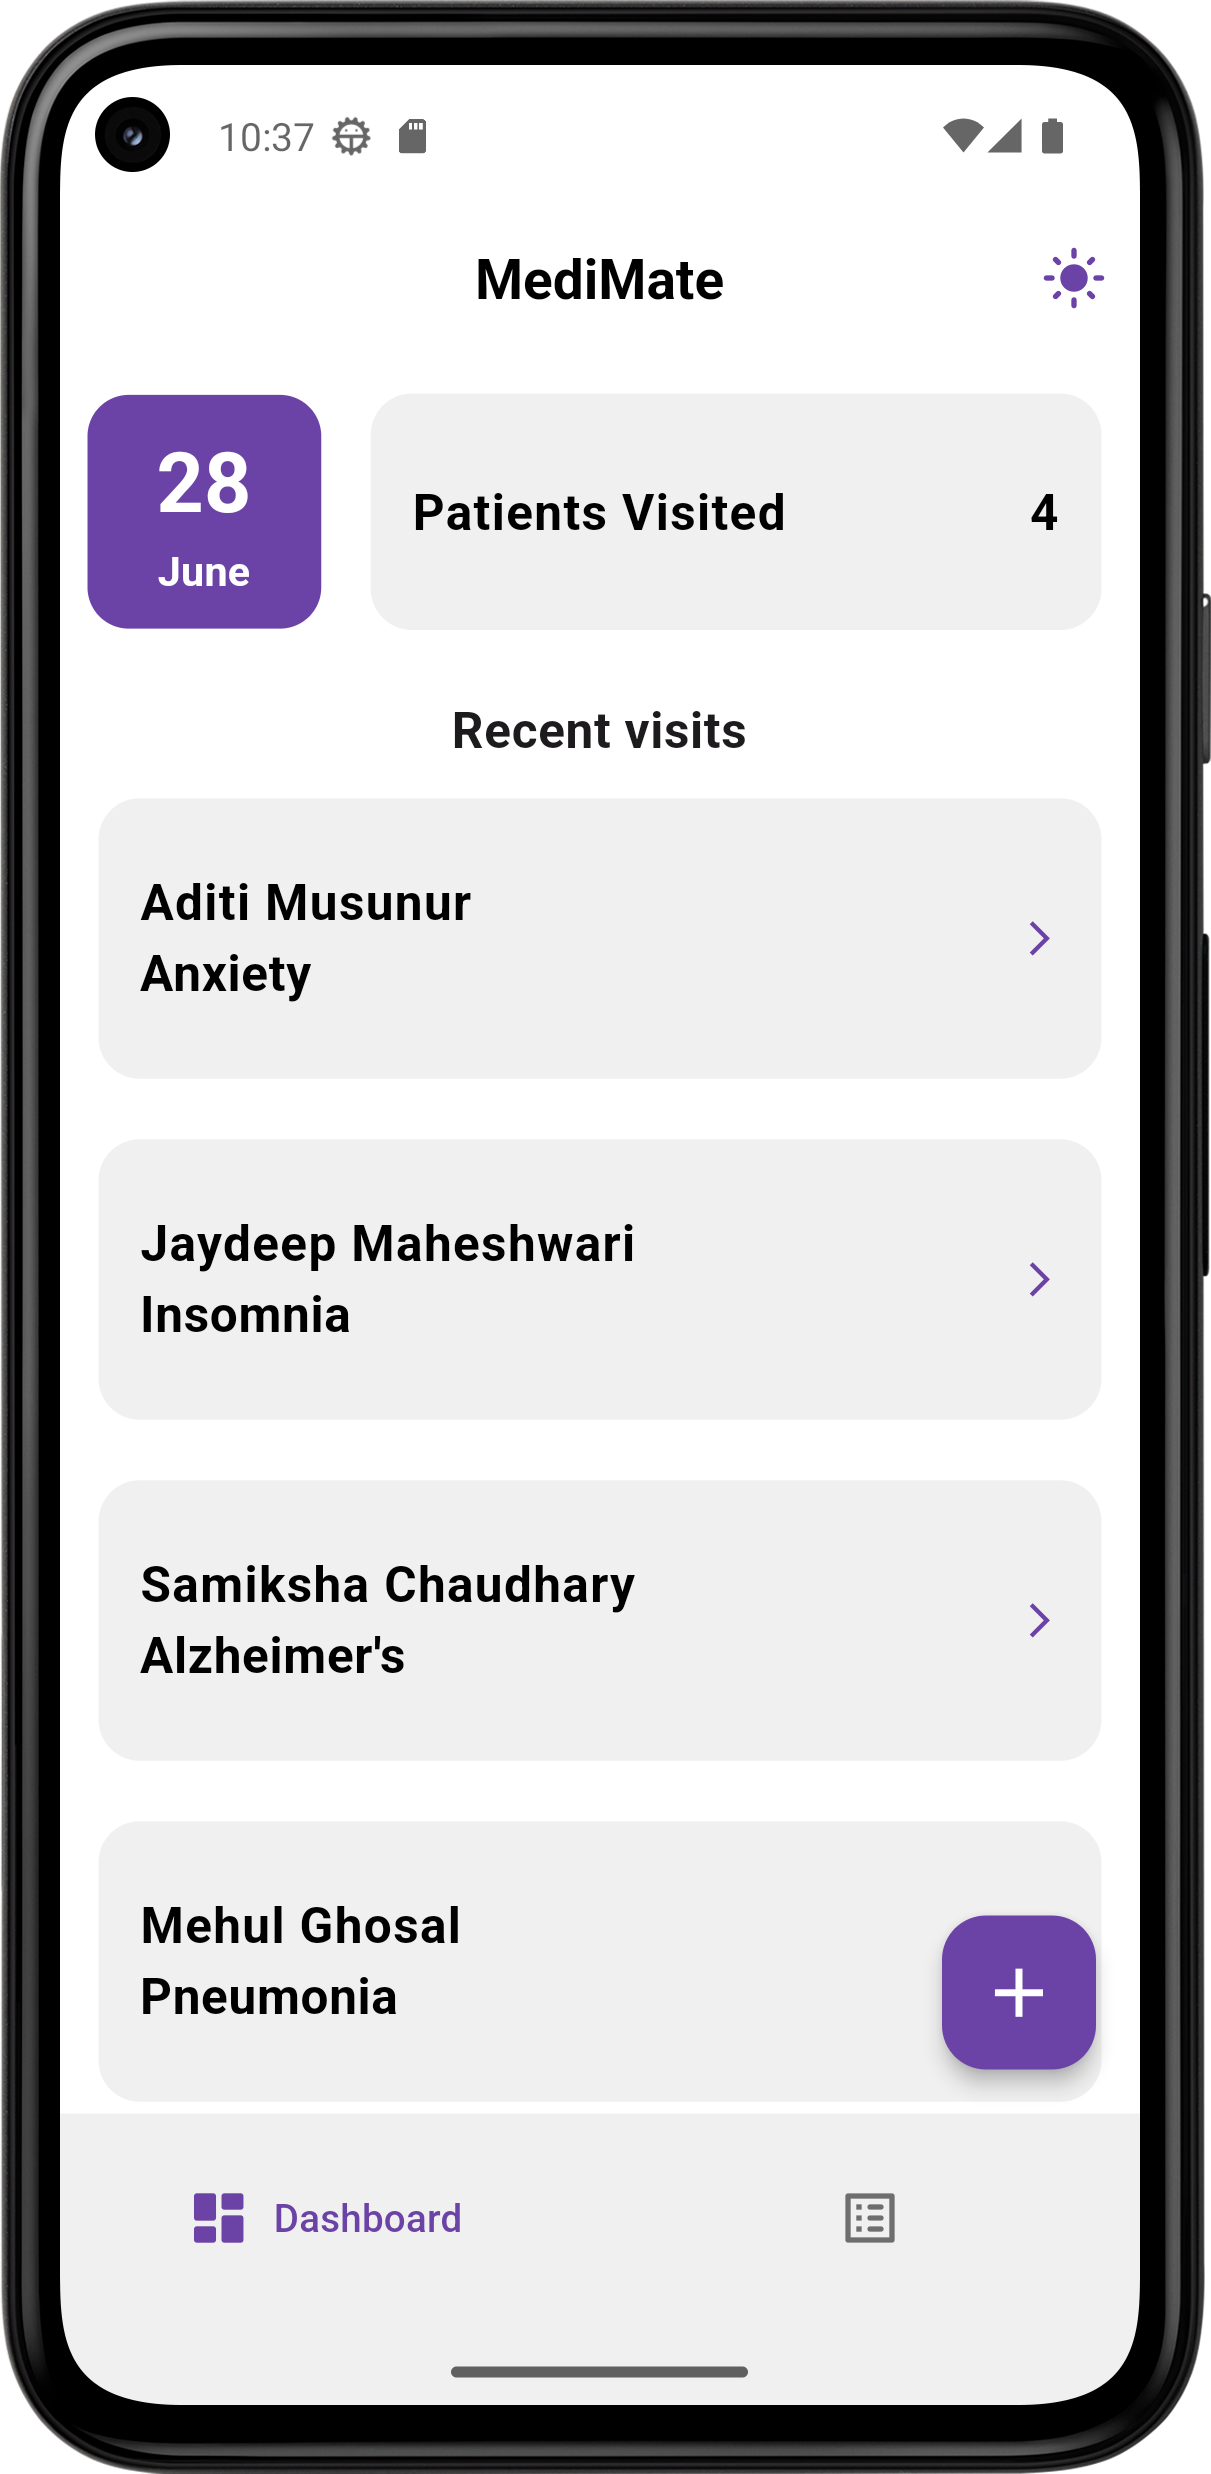 10:37
MediMate
28
June
Patients Visited 4
Recent visits
Aditi Musunur
Anxiety
Jaydeep Maheshwari
Insomnia
Samiksha Chaudhary
Alzheimer's
Mehul Ghosal
Pneumonia
Dashboard